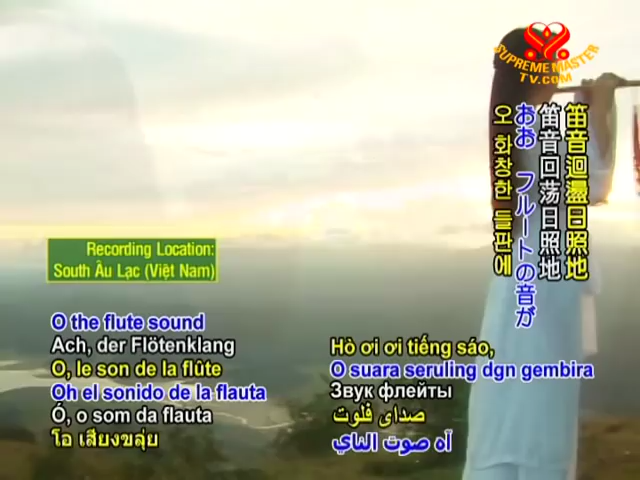 SUPREME MASTER
TV.COM
笛音迴盪日照地
笛音回荡日照地
おお フルートの音が
오 화창한 들판에
Recording Location:
South Âu Lạc (Việt Nam)
O the flute sound
Ach, der Flötenklang
O, le son de la flûte
Oh el sonido de la flauta
Ó, o som da flauta
โอ เสียงขลุ่ย
Hò ơi ơi tiếng sáo,
O suara seruling dgn gembira
Звук флейты
صدای فلوت
آه صوت الناي